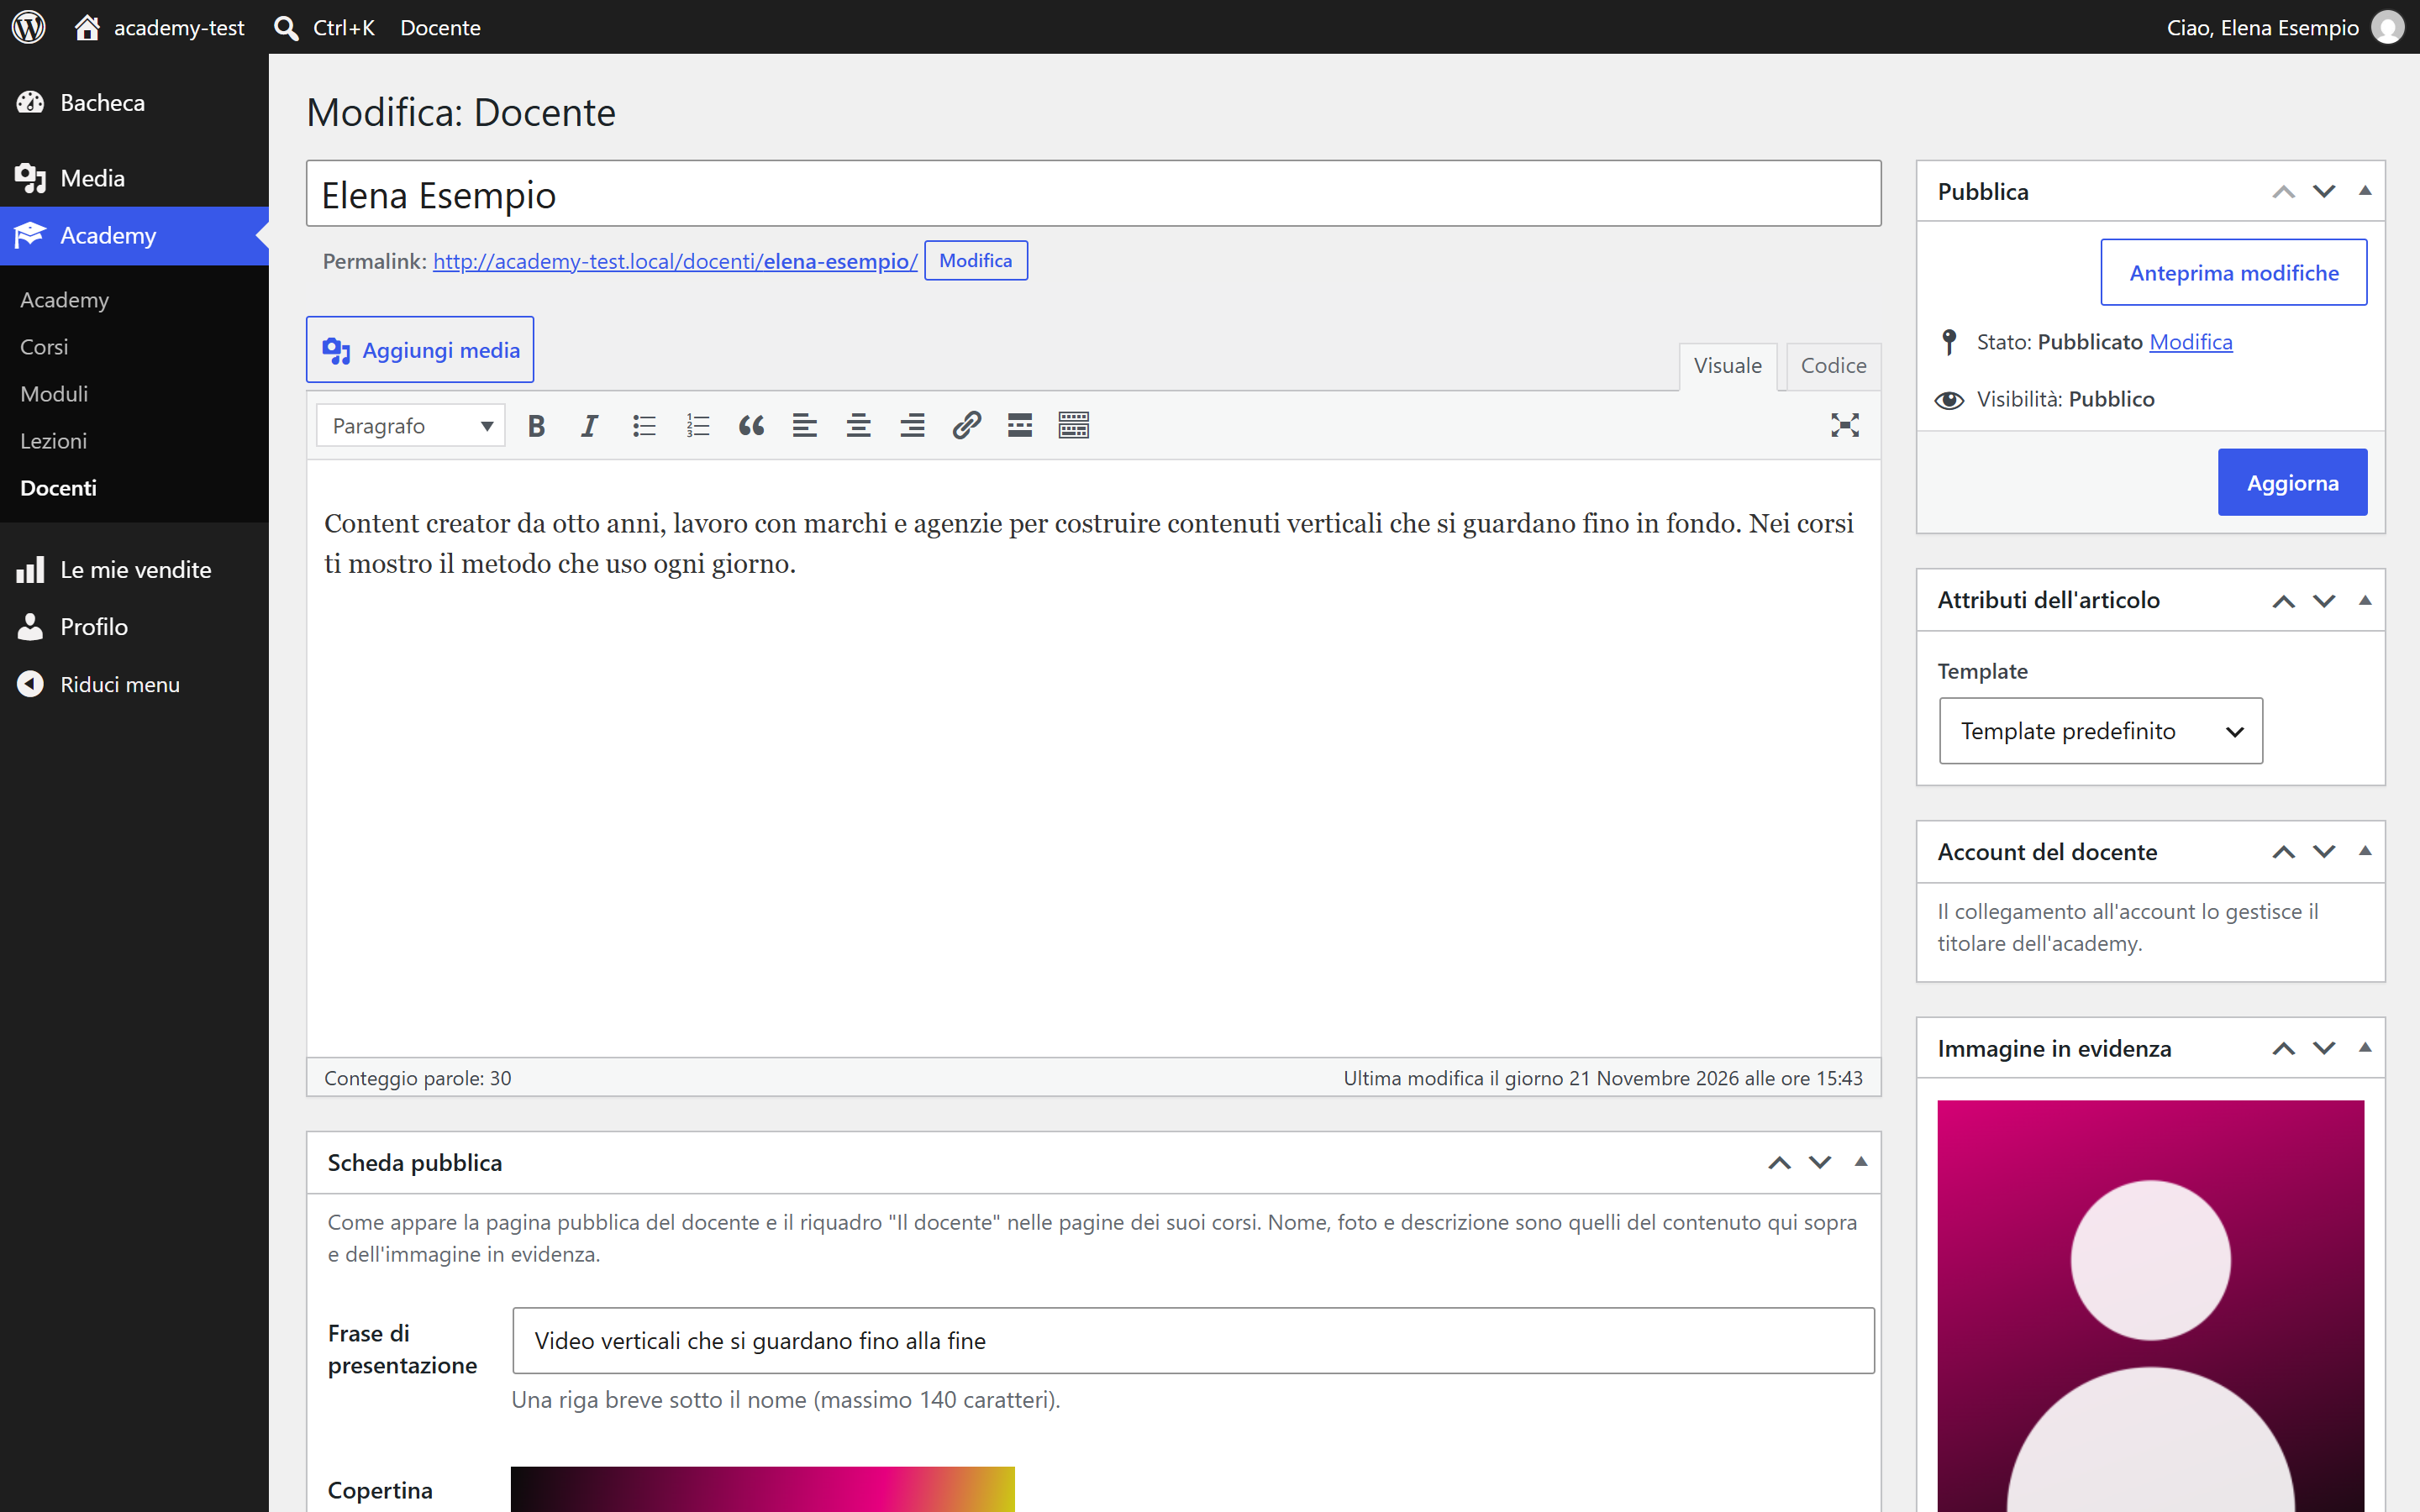 academy-test
Ctrl+K
Docente
Ciao, Elena Esempio
Bacheca
Media
Academy
Academy
Corsi
Moduli
Lezioni
Docenti
Le mie vendite
Profilo
Riduci menu
Modifica: Docente
Elena Esempio
Permalink: http://academy-test.local/docenti/elena-esempio/ Modifica
Aggiungi media
Visuale
Codice
Paragrafo
Content creator da otto anni, lavoro con marchi e agenzie per costruire contenuti verticali che si guardano fino in fondo. Nei corsi
ti mostro il metodo che uso ogni giorno.
Conteggio parole: 30
Ultima modifica il giorno 21 Novembre 2026 alle ore 15:43
Scheda pubblica
Come appare la pagina pubblica del docente e il riquadro "Il docente" nelle pagine dei suoi corsi. Nome, foto e descrizione sono quelli del contenuto qui sopra
e dell'immagine in evidenza.
Frase di
presentazione
Video verticali che si guardano fino alla fine
Una riga breve sotto il nome (massimo 140 caratteri).
Copertina
Pubblica
Anteprima modifiche
Stato: Pubblicato Modifica
Visibilità: Pubblico
Aggiorna
Attributi dell'articolo
Template
Template predefinito
Account del docente
Il collegamento all'account lo gestisce il
titolare dell'academy.
Immagine in evidenza